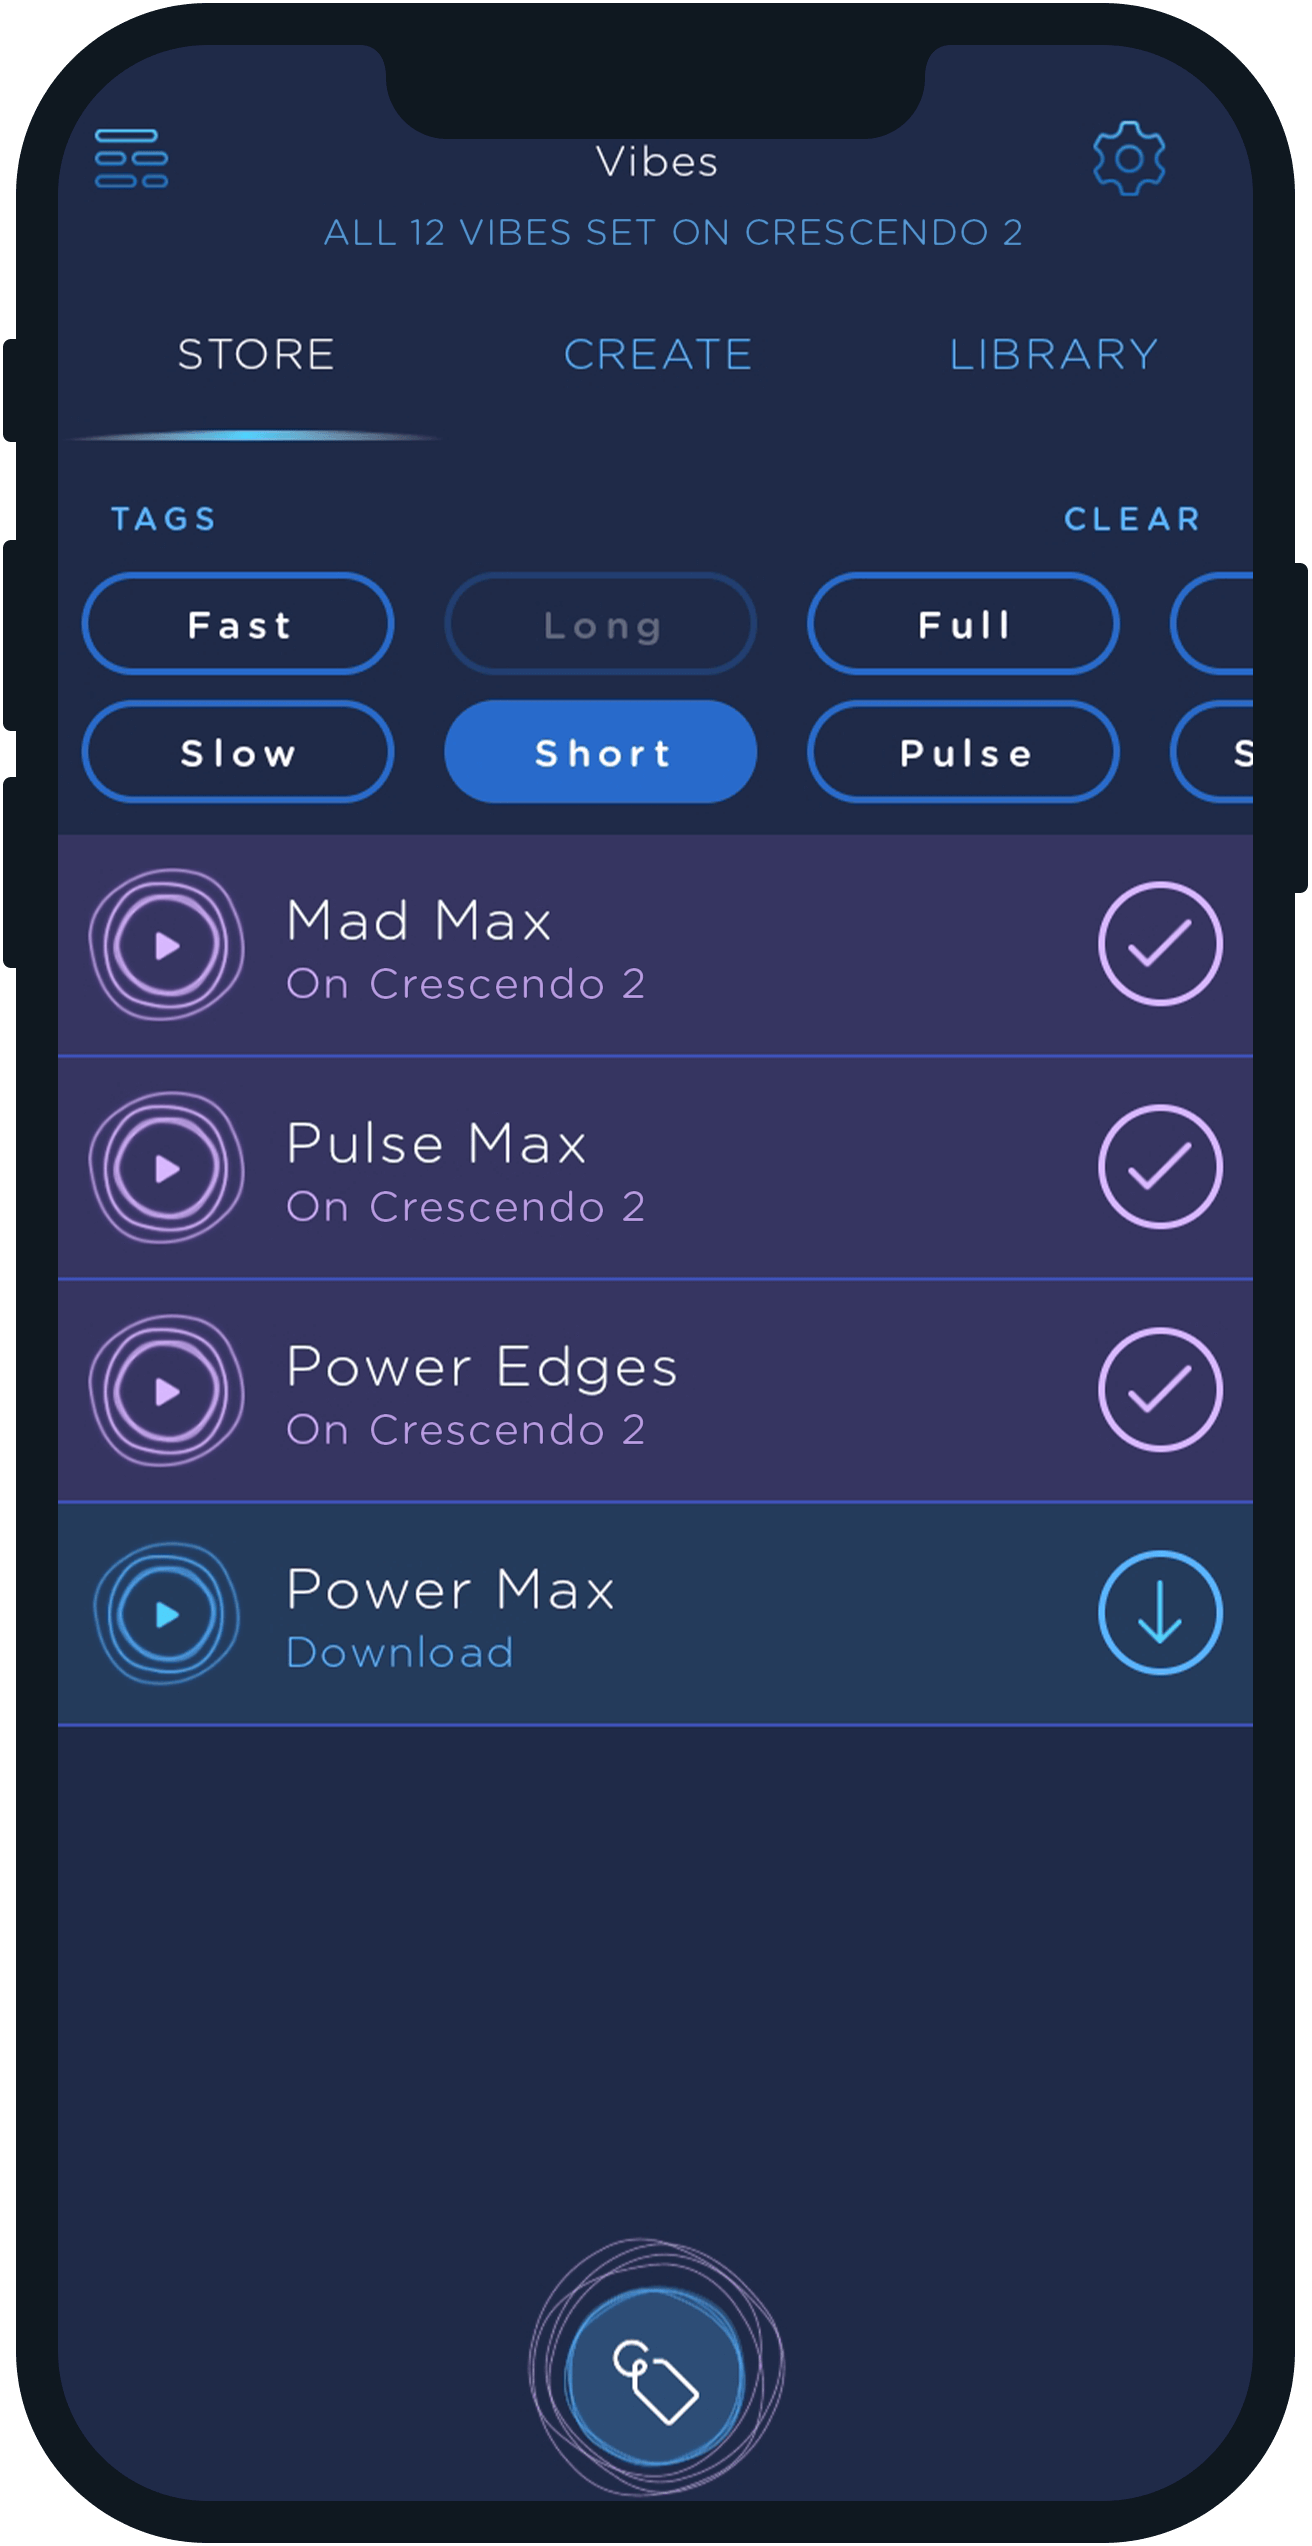 Vibes
ALL 12 VIBES SET ON CRESCENDO 2
STORE CREATE LIBRARY
TAGS CLEAR
Fast Long Full
Slow Short Pulse S
Mad Max
On Crescendo 2
Pulse Max
On Crescendo 2
Power Edges
On Crescendo 2
Power Max
Download